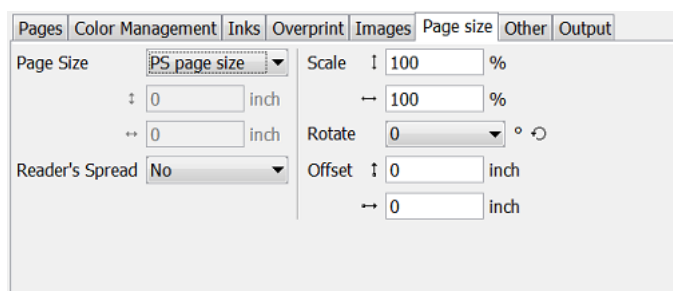 Pages Color Management Inks Overprint Images Page size Other Output
Page Size PS page size Scale 100 %
0 inch 100 %
0 inch Rotate 0 °
Reader's Spread No Offset 0 inch
0 inch